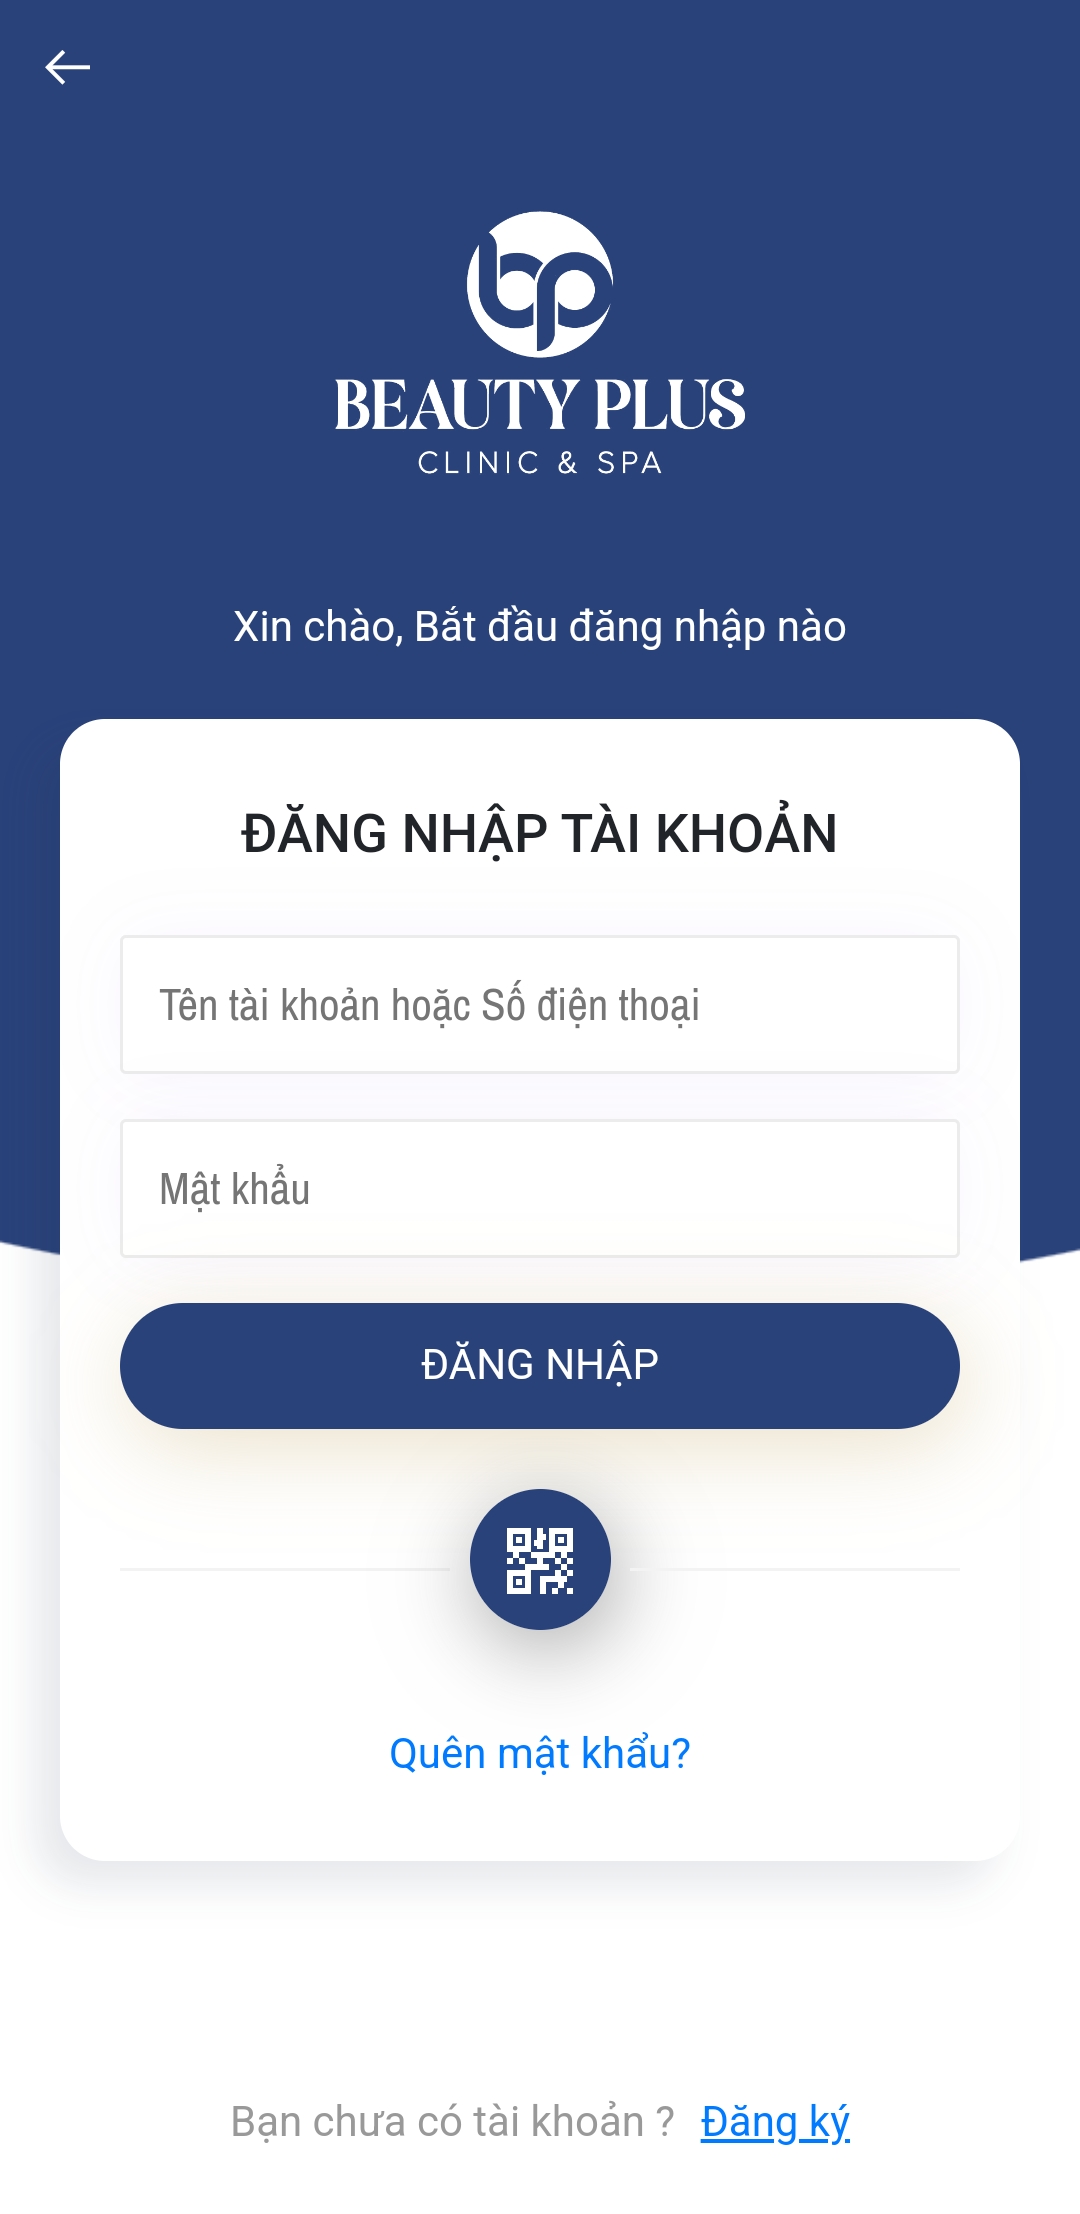 bp
BEAUTY PLUS
CLINIC & SPA
Xin chào, Bắt đầu đăng nhập nào
ĐĂNG NHẬP TÀI KHOẢN
Tên tài khoản hoặc Số điện thoại
Mật khẩu
ĐĂNG NHẬP
Quên mật khẩu?
Bạn chưa có tài khoản ? Đăng ký